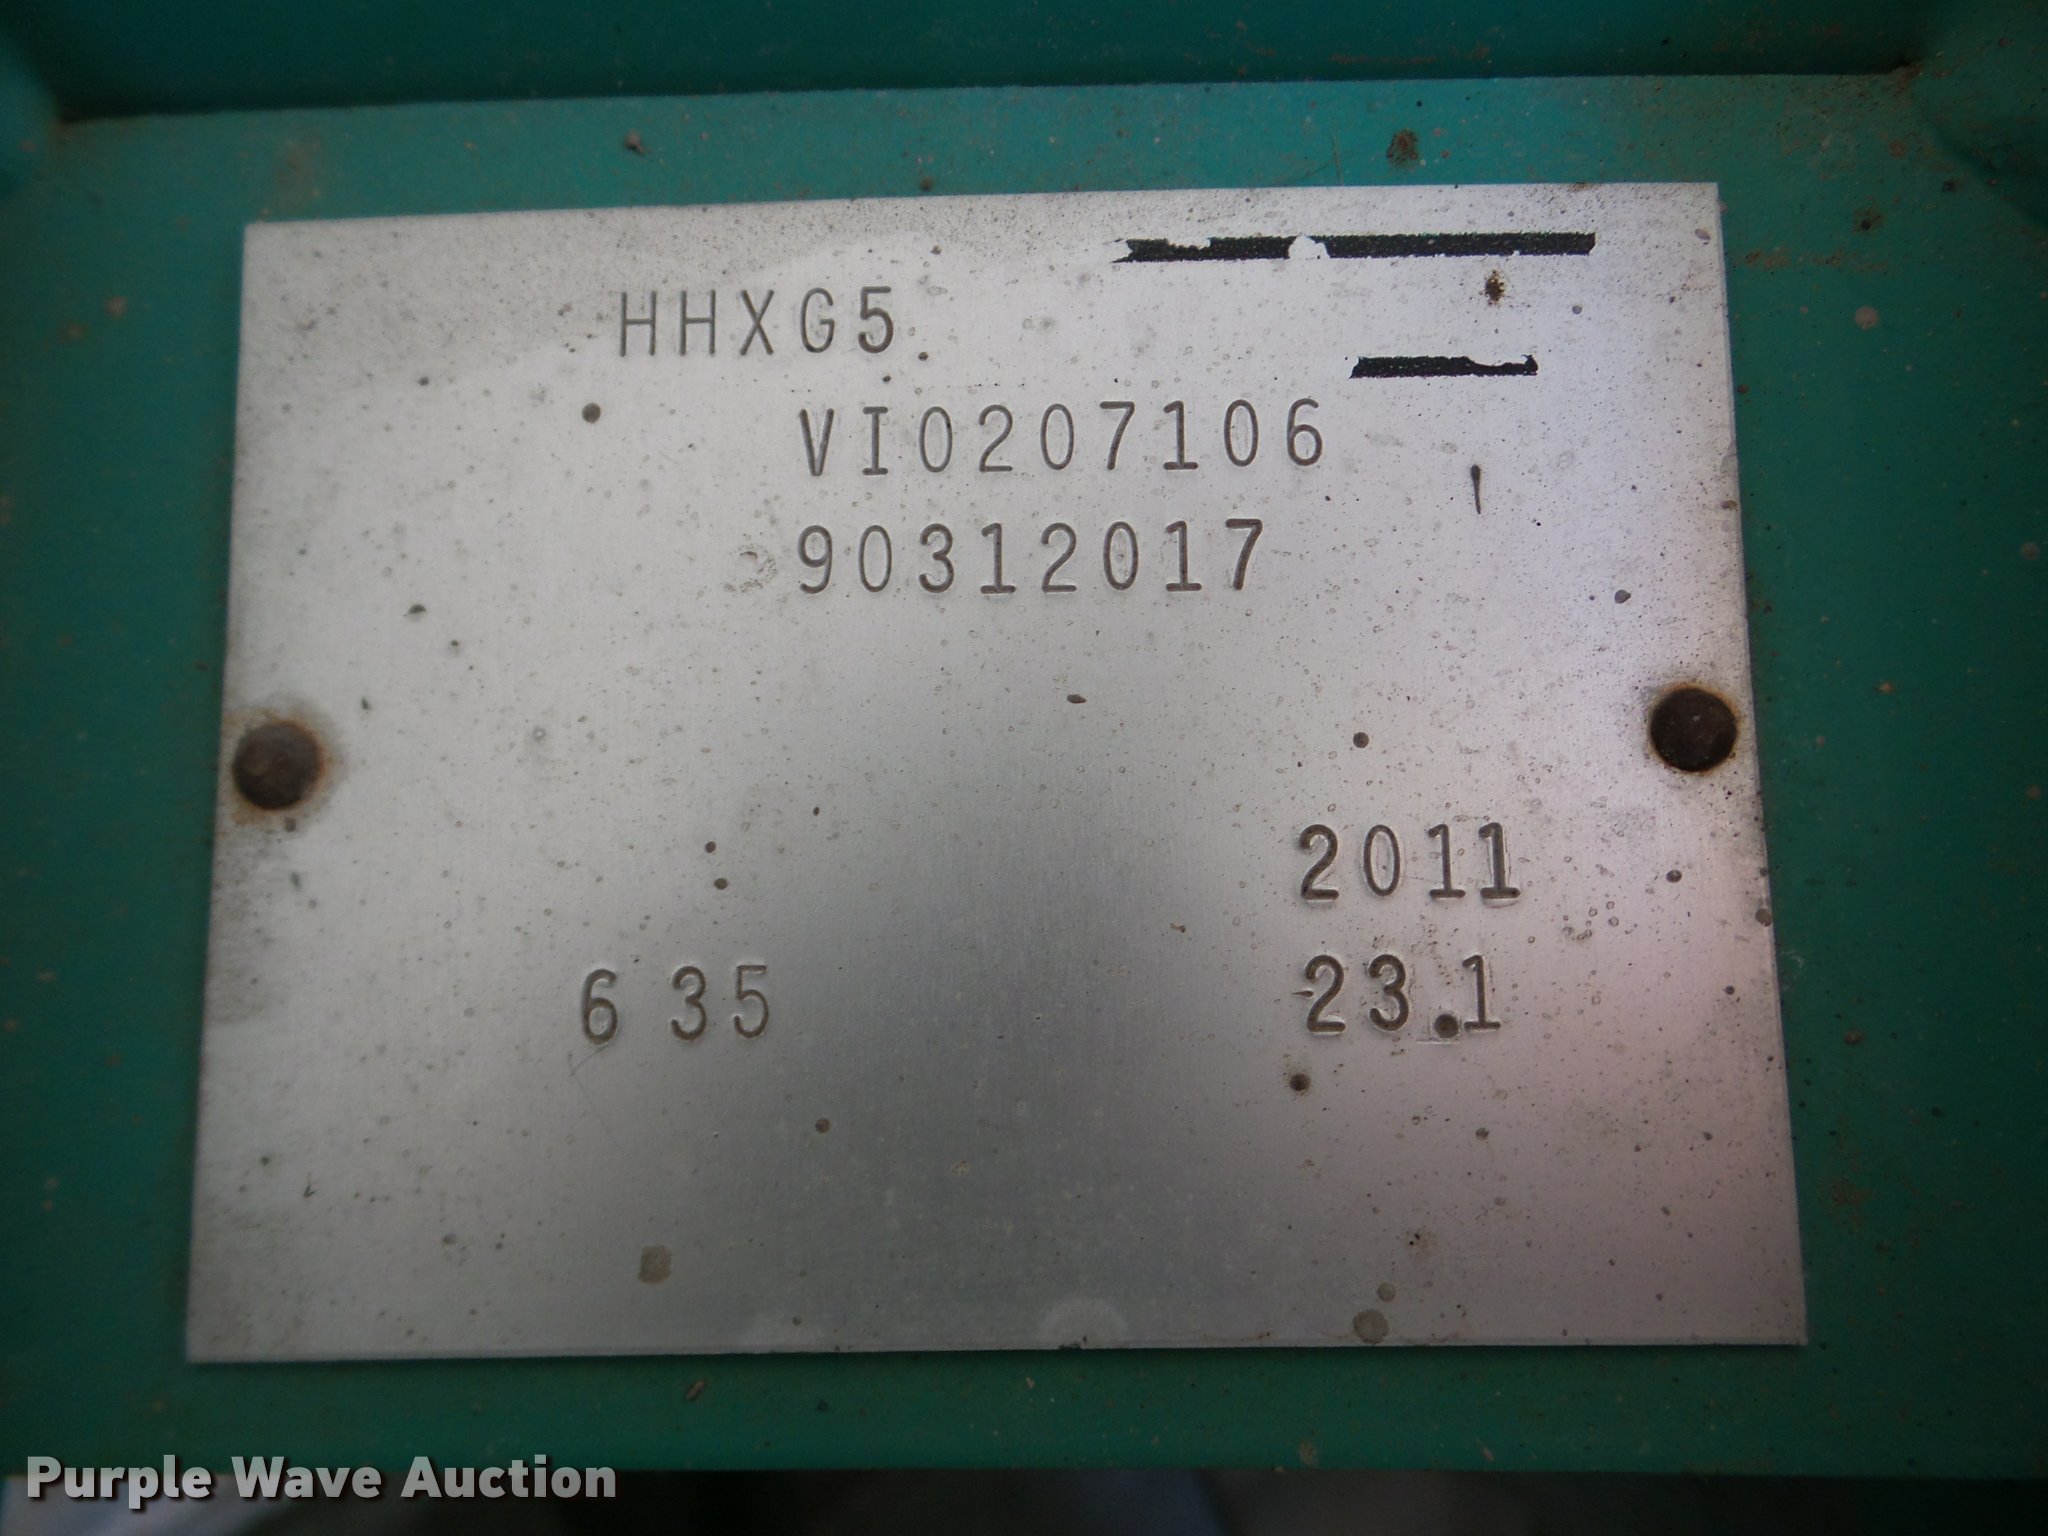 HHXG5
VI0207106
90312017
2011
6 35 23.1
Purple Wave Auction